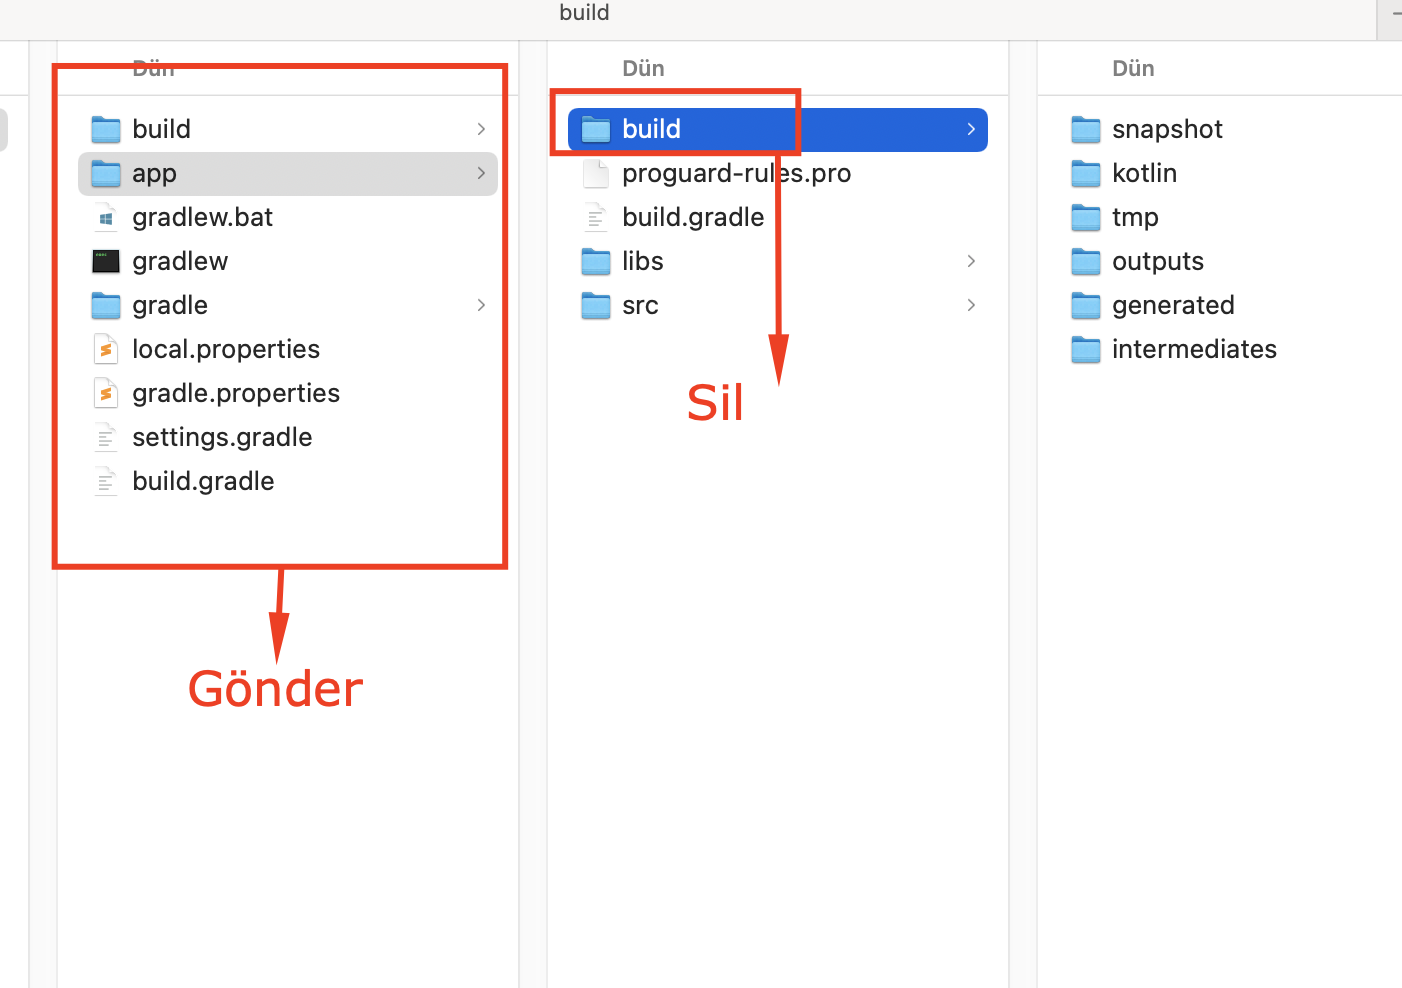 build
Dün
build
app
gradlew.bat
gradlew
gradle
local.properties
gradle.properties
settings.gradle
build.gradle
Gönder
Dün
build
proguard-rules.pro
build.gradle
libs
src
Sil
Dün
snapshot
kotlin
tmp
outputs
generated
intermediates